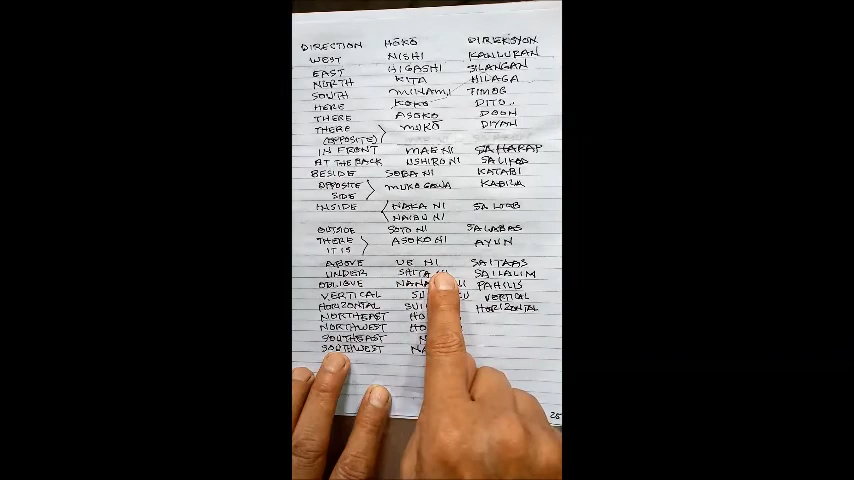 DIRECTION HŌKŌ DIREKSYON
WEST NISHI KANLURAN
EAST HIGASHI SILANGAN
NORTH KITA HILAGA
SOUTH MINAMI TIMOG
HERE KOKO DITO..
THERE ASOKO DOON
THERE MUKŌ DIYAN
(OPPOSITE)
IN FRONT MAE NI SA HARAP
AT THE BACK USHIRO NI SA LIKOD
BESIDE SOBA NI KATABI
OPPOSITE MUKO GAWA KABILA
SIDE
INSIDE NAKA NI SA LOOB
NAIBU NI
OUTSIDE SOTO NI SA LABAS
THERE ASOKO NI AYUN
IT IS
ABOVE UE NI SA ITAAS
UNDER SHITA SA ILALIM
OBLIQUE PAHILIS
VERTICAL VERTICAL
HORIZONTAL HORIZONTAL
NORTHEAST
NORTHWEST
SOUTHEAST
SOUTHWEST
25